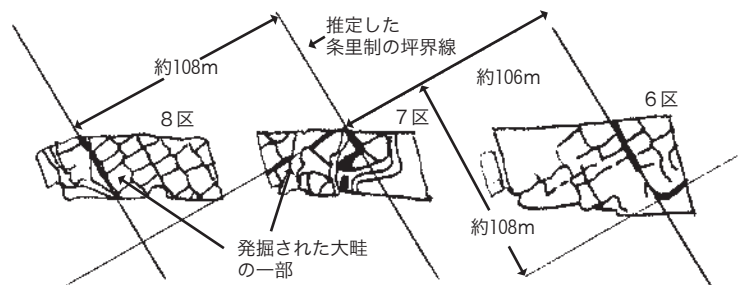 推定した
条里制の坪界線
約108m
約106m
8区
7区
6区
約108m
発掘された大畦
の一部